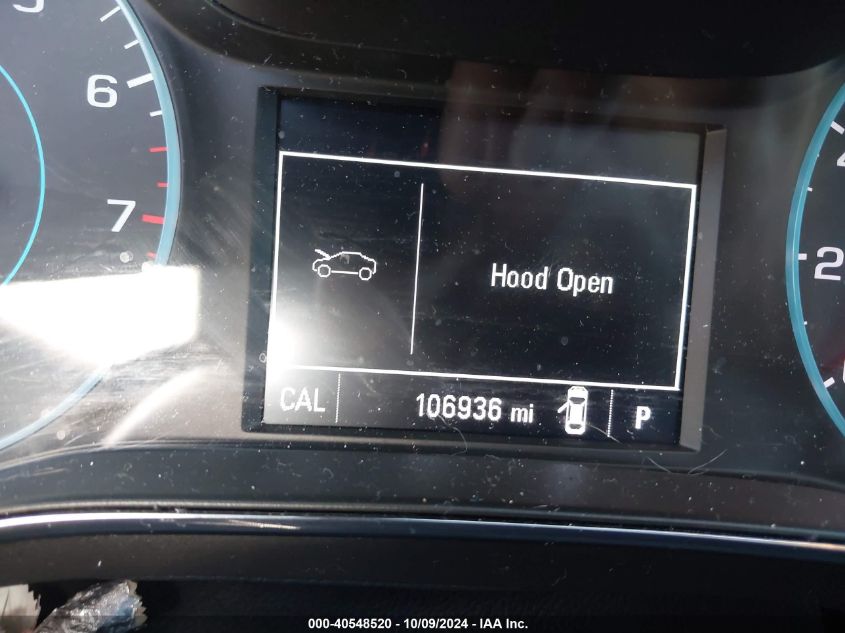 6
7
Hood Open
CAL 106936 mi P
2
000-40548520 - 10/09/2024 - IAA Inc.